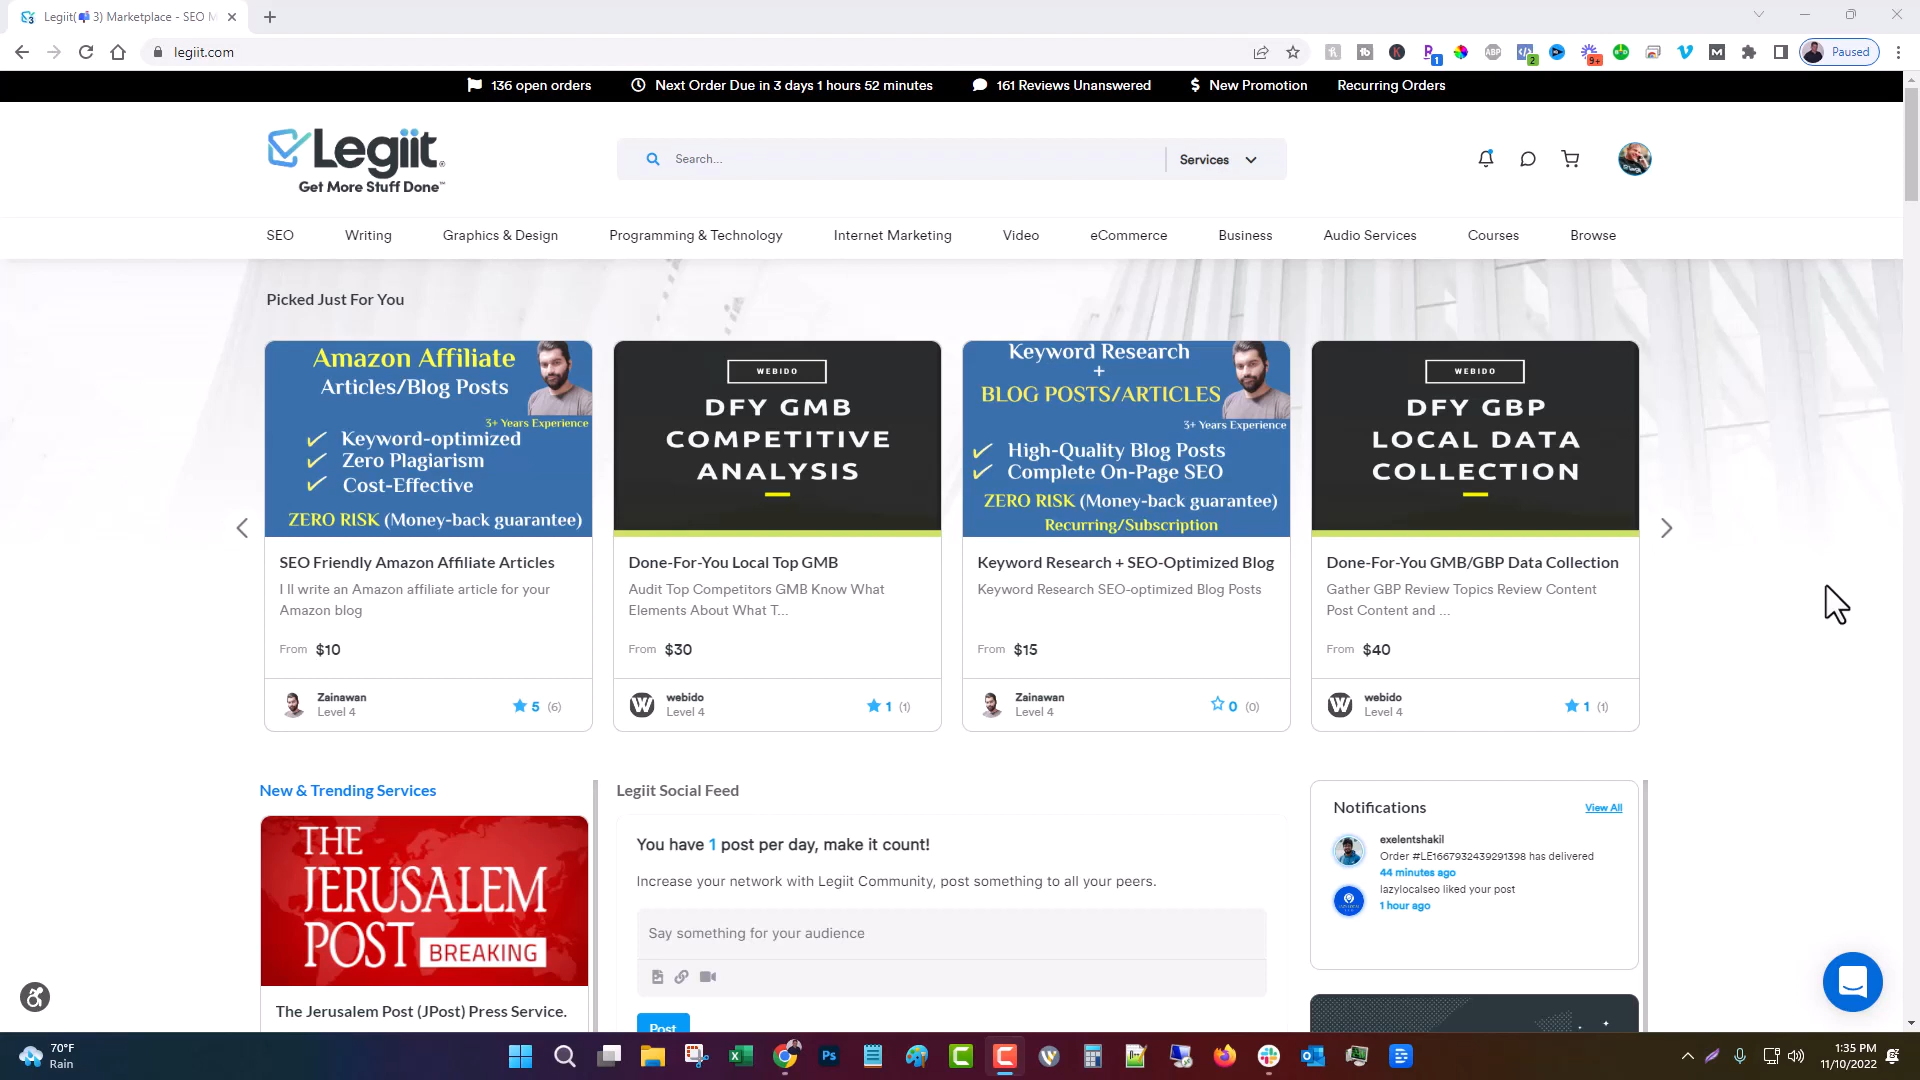 Legiit( 3) Marketplace - SEO M
legiit.com
Paused
1
ABP
2
9+
136 open orders
Next Order Due in 3 days 1 hours 52 minutes
161 Reviews Unanswered
$ New Promotion
Recurring Orders
Legiit
Get More Stuff Done™
Search...
Services
SEO
Writing
Graphics & Design
Programming & Technology
Internet Marketing
Video
eCommerce
Business
Audio Services
Courses
Browse
Picked Just For You
Amazon Affiliate
Articles/Blog Posts
3+ Years Experience
Keyword-optimized
Zero Plagiarism
Cost-Effective
ZERO RISK (Money-back guarantee)
SEO Friendly Amazon Affiliate Articles
I ll write an Amazon affiliate article for your
Amazon blog
From $10
Zainawan
Level 4
5 (6)
WEBIDO
DFY GMB
COMPETITIVE
ANALYSIS
Done-For-You Local Top GMB
Audit Top Competitors GMB Know What
Elements About What T...
From $30
webido
Level 4
1 (1)
Keyword Research
+
BLOG POSTS/ARTICLES
3+ Years Experience
High-Quality Blog Posts
Complete On-Page SEO
ZERO RISK (Money-back guarantee)
Recurring/Subscription
Keyword Research + SEO-Optimized Blog
Keyword Research SEO-optimized Blog Posts
From $15
Zainawan
Level 4
0 (0)
WEBIDO
DFY GBP
LOCAL DATA
COLLECTION
Done-For-You GMB/GBP Data Collection
Gather GBP Review Topics Review Content
Post Content and ...
From $40
webido
Level 4
1 (1)
New & Trending Services
THE
JERUSALEM
POST BREAKING
The Jerusalem Post (JPost) Press Service.
Legiit Social Feed
You have 1 post per day, make it count!
Increase your network with Legiit Community, post something to all your peers.
Say something for your audience
Post
Notifications
View All
exelentshakil
Order #LE1667932439291398 has delivered
44 minutes ago
lazylocalseo liked your post
1 hour ago
70°F
Rain
1:35 PM
11/10/2022